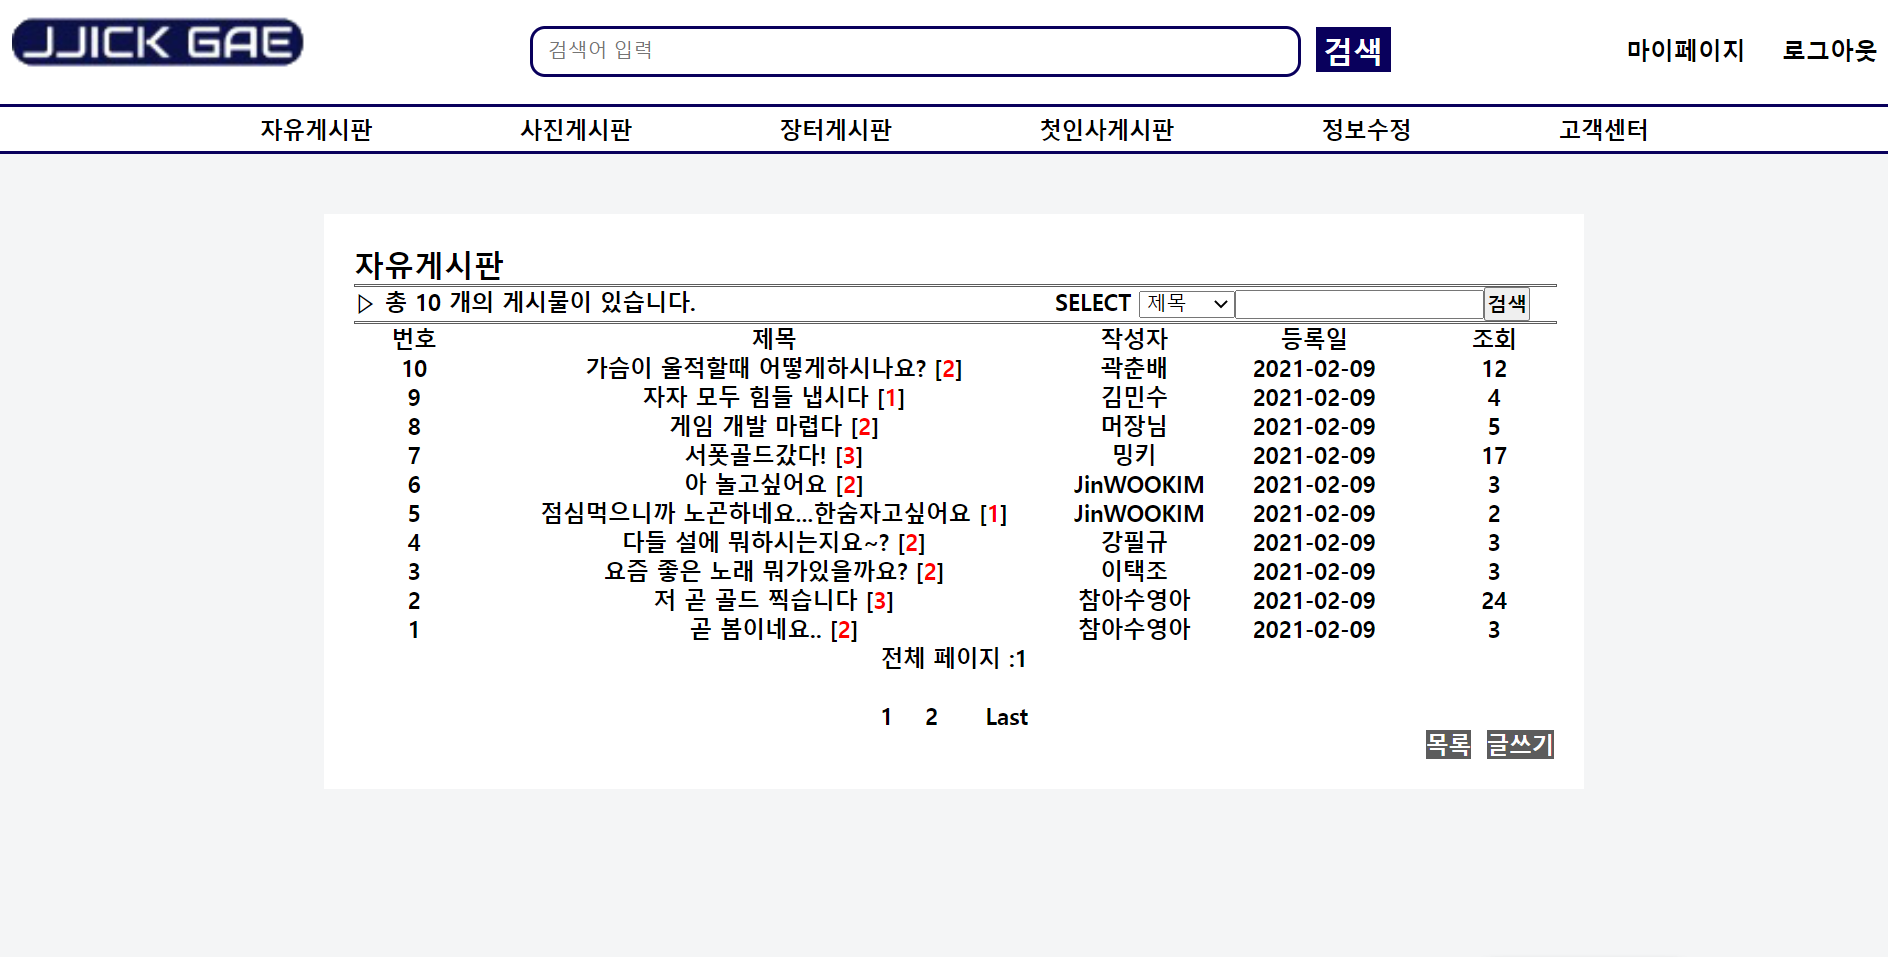 JJICK GAE
검색어 입력 검색 마이페이지 로그아웃
자유게시판 사진게시판 장터게시판 첫인사게시판 정보수정 고객센터
자유게시판
▷ 총 10 개의 게시물이 있습니다. SELECT 제목 검색
번호 제목 작성자 등록일 조회
10 가슴이 울적할때 어떻게하시나요? [2] 곽춘배 2021-02-09 12
9 자자 모두 힘들 냅시다 [1] 김민수 2021-02-09 4
8 게임 개발 마렵다 [2] 머장님 2021-02-09 5
7 서폿골드갔다! [3] 밍키 2021-02-09 17
6 아 놀고싶어요 [2] JinWOOKIM 2021-02-09 3
5 점심먹으니까 노곤하네요...한숨자고싶어요 [1] JinWOOKIM 2021-02-09 2
4 다들 설에 뭐하시는지요~? [2] 강필규 2021-02-09 3
3 요즘 좋은 노래 뭐가있을까요? [2] 이택조 2021-02-09 3
2 저 곧 골드 찍습니다 [3] 참아수영아 2021-02-09 24
1 곧 봄이네요.. [2] 참아수영아 2021-02-09 3
전체 페이지 :1
1 2 Last
목록 글쓰기